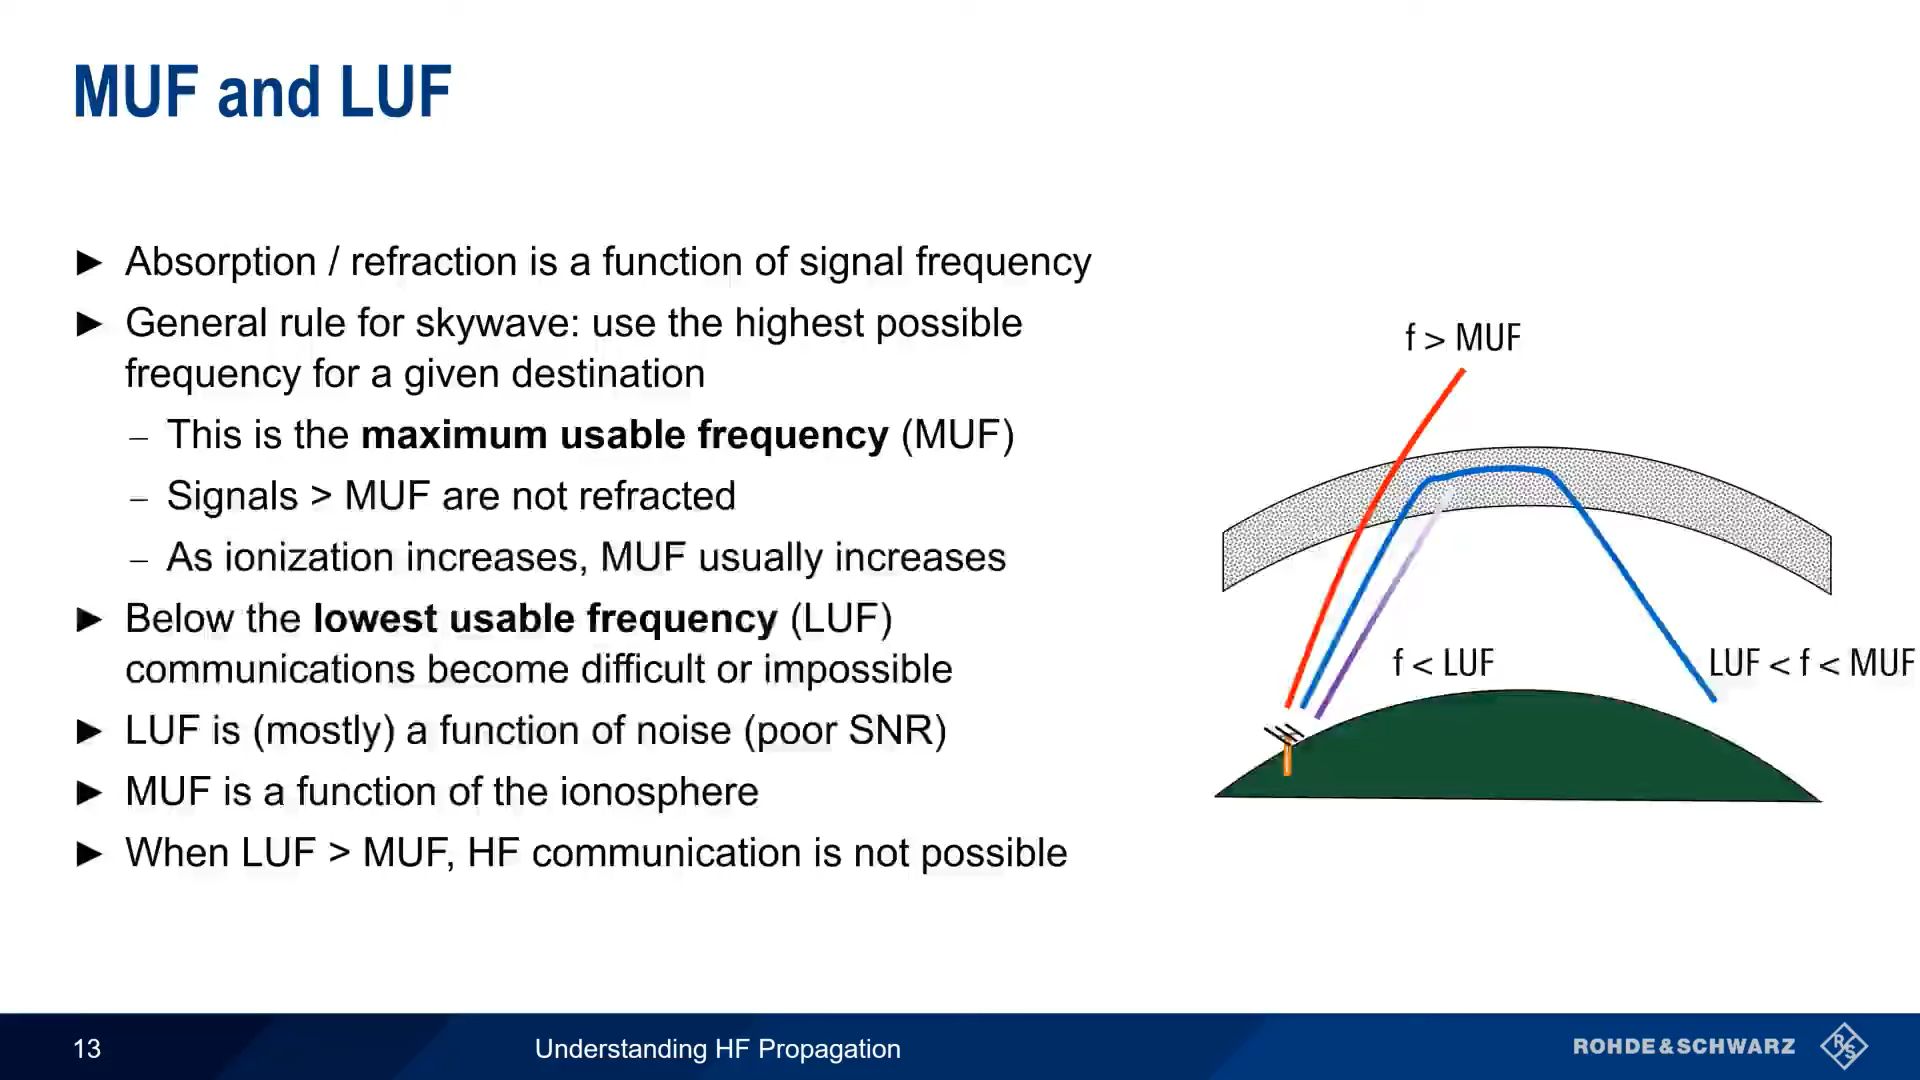 MUF and LUF
► Absorption / refraction is a function of signal frequency
► General rule for skywave: use the highest possible
frequency for a given destination
– This is the maximum usable frequency (MUF)
– Signals > MUF are not refracted
– As ionization increases, MUF usually increases
► Below the lowest usable frequency (LUF)
communications become difficult or impossible
► LUF is (mostly) a function of noise (poor SNR)
► MUF is a function of the ionosphere
► When LUF > MUF, HF communication is not possible
f > MUF
f < LUF
LUF < f < MUF
13
Understanding HF Propagation
ROHDE&SCHWARZ
R&S